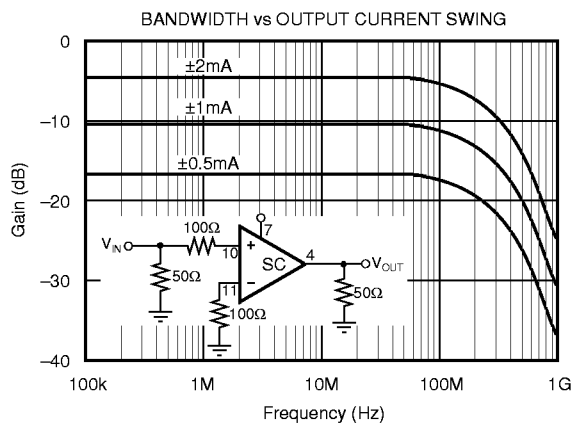 BANDWIDTH vs OUTPUT CURRENT SWING
0
±2mA
±1mA
–10
±0.5mA
Gain (dB)
–20
100Ω
7
V_IN
10
+
SC
4
V_OUT
50Ω
11
–
50Ω
–30
100Ω
–40
100k
1M
10M
100M
1G
Frequency (Hz)